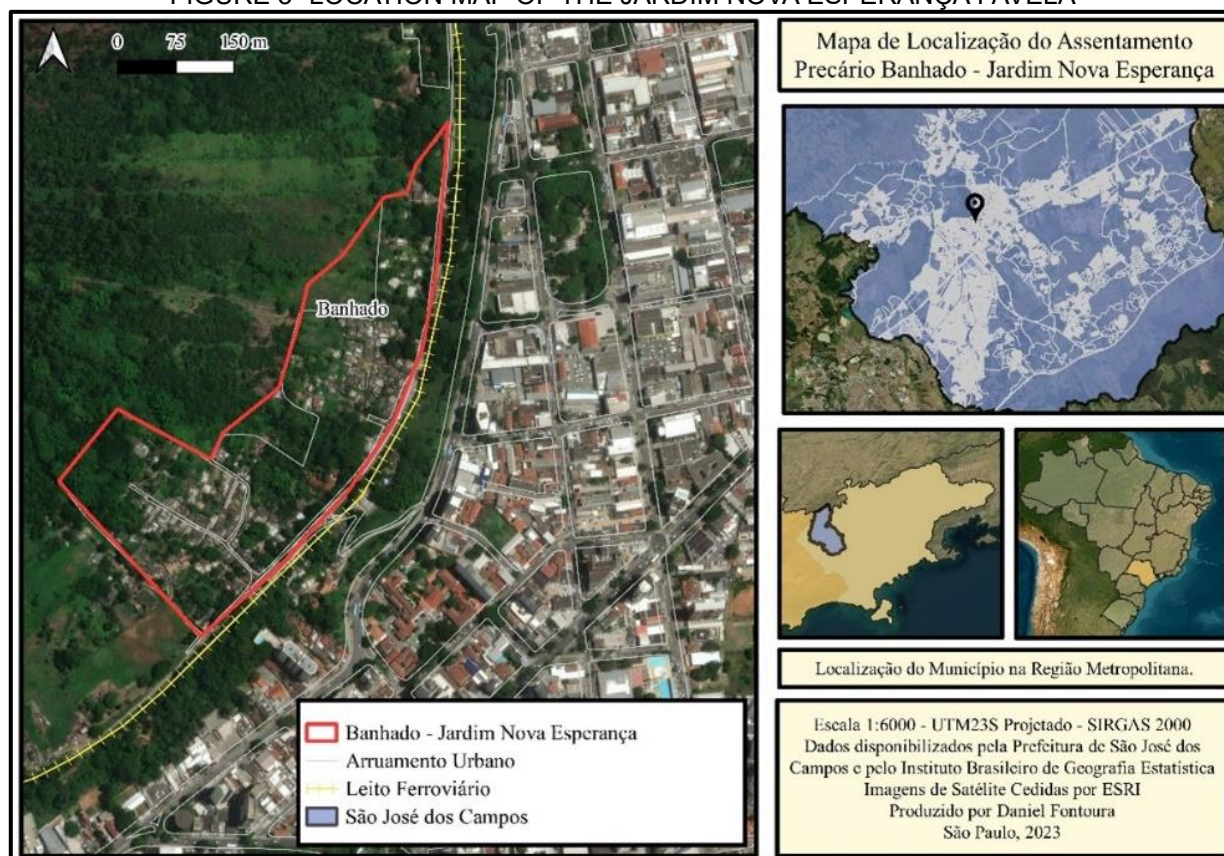 FIGURE 3- LOCATION MAP OF THE JARDIM NOVA ESPERANÇA FAVELA
0 75 150 m
Banhado
Banhado - Jardim Nova Esperança
Arruamento Urbano
Leito Ferroviário
São José dos Campos
Mapa de Localização do Assentamento
Precário Banhado - Jardim Nova Esperança
Localização do Município na Região Metropolitana.
Escala 1:6000 - UTM23S Projetado - SIRGAS 2000
Dados disponibilizados pela Prefeitura de São José dos
Campos e pelo Instituto Brasileiro de Geografia Estatística
Imagens de Satélite Cedidas por ESRI
Produzido por Daniel Fontoura
São Paulo, 2023